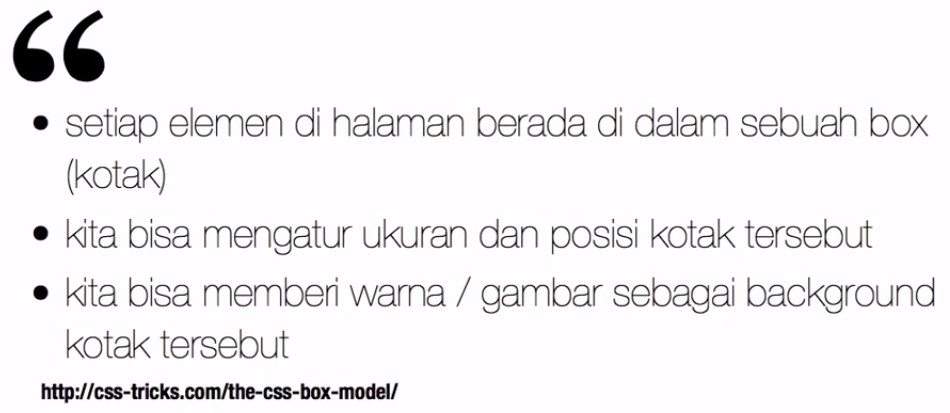 “
• setiap elemen di halaman berada di dalam sebuah box
(kotak)
• kita bisa mengatur ukuran dan posisi kotak tersebut
• kita bisa memberi warna / gambar sebagai background
kotak tersebut
http://css-tricks.com/the-css-box-model/